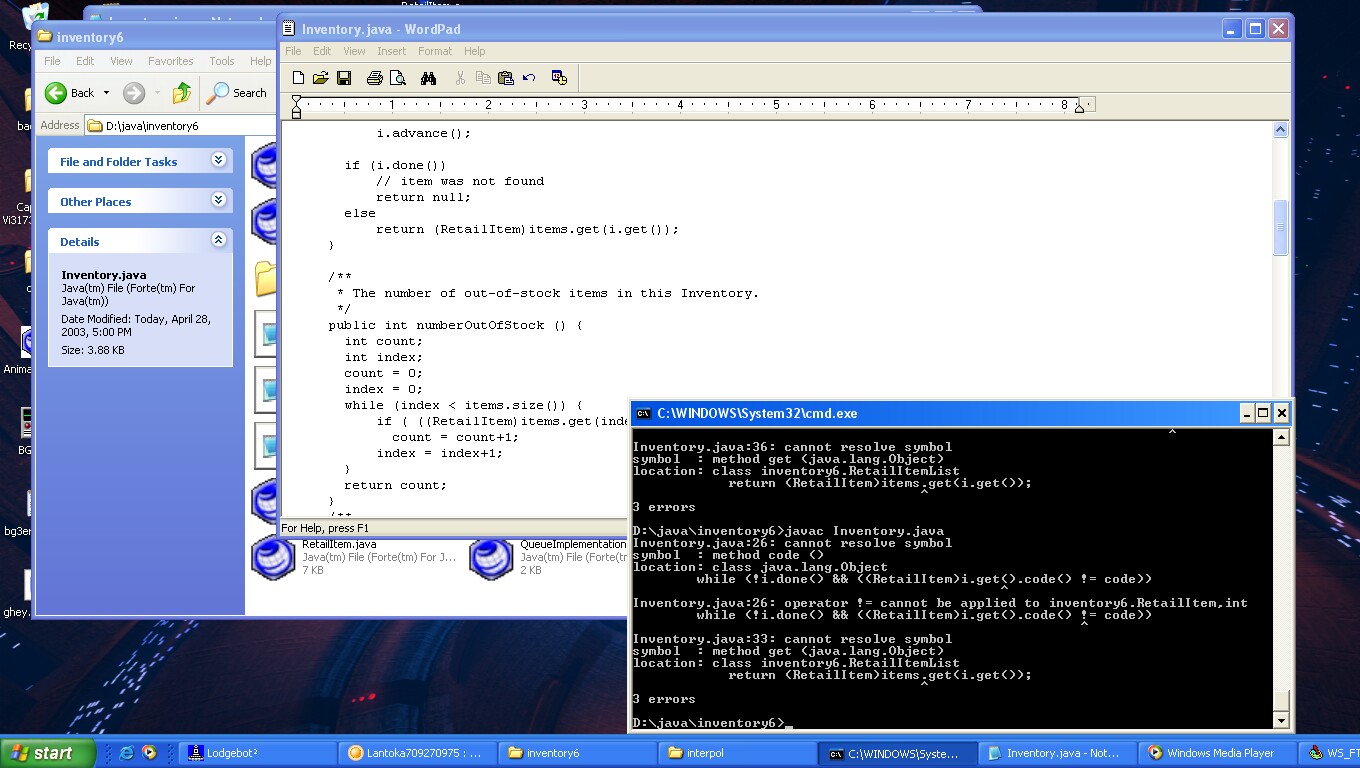 RetailItem.c
Recy
inventory6
File Edit View Favorites Tools Help
Back Search
Address D:\java\inventory6
File and Folder Tasks
Other Places
Details
Inventory.java
Java(tm) File (Forte(tm) For
Java(tm))
Date Modified: Today, April 28,
2003, 5:00 PM
Size: 3.88 KB
bac
Cap
Vi3173
Anima
BG
bg3er
ghey.
Inventory.java - WordPad
File Edit View Insert Format Help
1 2 3 4 5 6 7 8
i.advance();
if (i.done())
// item was not found
return null;
else
return (RetailItem)items.get(i.get());
}
/**
* The number of out-of-stock items in this Inventory.
*/
public int numberOutOfStock () {
int count;
int index;
count = 0;
index = 0;
while (index < items.size()) {
if ( ((RetailItem)items.get(inde
count = count+1;
index = index+1;
}
return count;
}
/**
For Help, press F1
RetailItem.java
Java(tm) File (Forte(tm) For J...
7 KB
QueueImplementation
Java(tm) File (Forte(tm
2 KB
C:\WINDOWS\System32\cmd.exe
^
Inventory.java:36: cannot resolve symbol
symbol : method get (java.lang.Object)
location: class inventory6.RetailItemList
return (RetailItem)items.get(i.get());
^
3 errors
D:\java\inventory6>javac Inventory.java
Inventory.java:26: cannot resolve symbol
symbol : method code ()
location: class java.lang.Object
while (!i.done() && ((RetailItem)i.get().code() != code))
^
Inventory.java:26: operator != cannot be applied to inventory6.RetailItem,int
while (!i.done() && ((RetailItem)i.get().code() != code))
^
Inventory.java:33: cannot resolve symbol
symbol : method get (java.lang.Object)
location: class inventory6.RetailItemList
return (RetailItem)items.get(i.get());
^
3 errors
D:\java\inventory6>_
start Lodgebot² Lantoka709270975 : ... inventory6 interpol C:\WINDOWS\Syste... Inventory.java - Not... Windows Media Player WS_FT